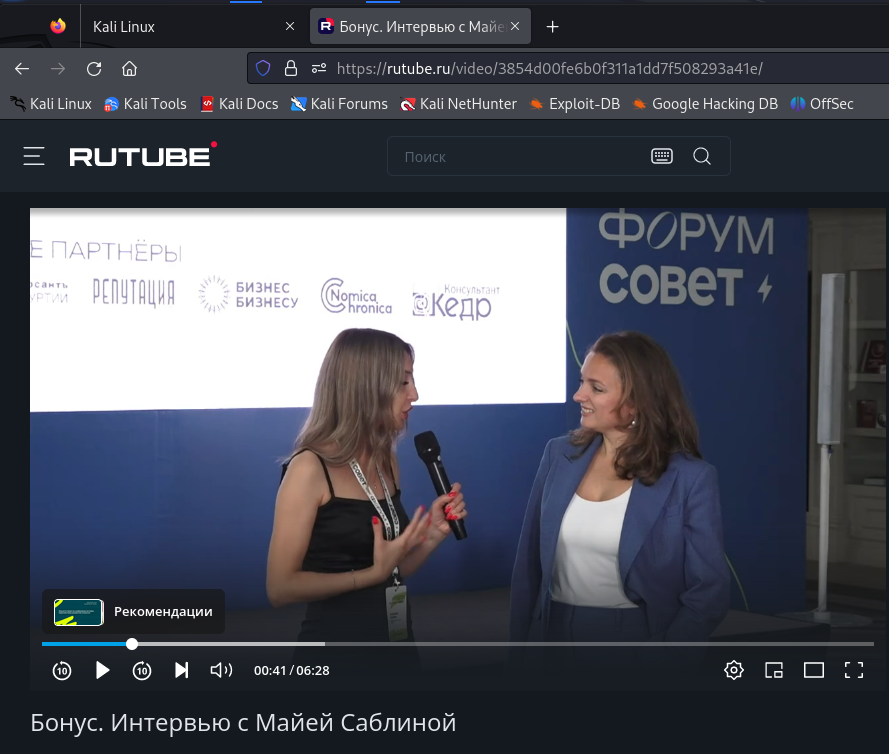 Kali Linux
Бонус. Интервью с Майе
https://rutube.ru/video/3854d00fe6b0f311a1dd7f508293a41e/
Kali Linux Kali Tools Kali Docs Kali Forums Kali NetHunter Exploit-DB Google Hacking DB OffSec
RUTUBE
Поиск
Е ПАРТНЁРЫ
РЕПУТАЦИЯ
БИЗНЕС
БИЗНЕСУ
Nomica
Chronica
Консультант
Кедр
ФОРУМ
СОВЕТ
Рекомендации
10 10 00:41 / 06:28
Бонус. Интервью с Майей Саблиной